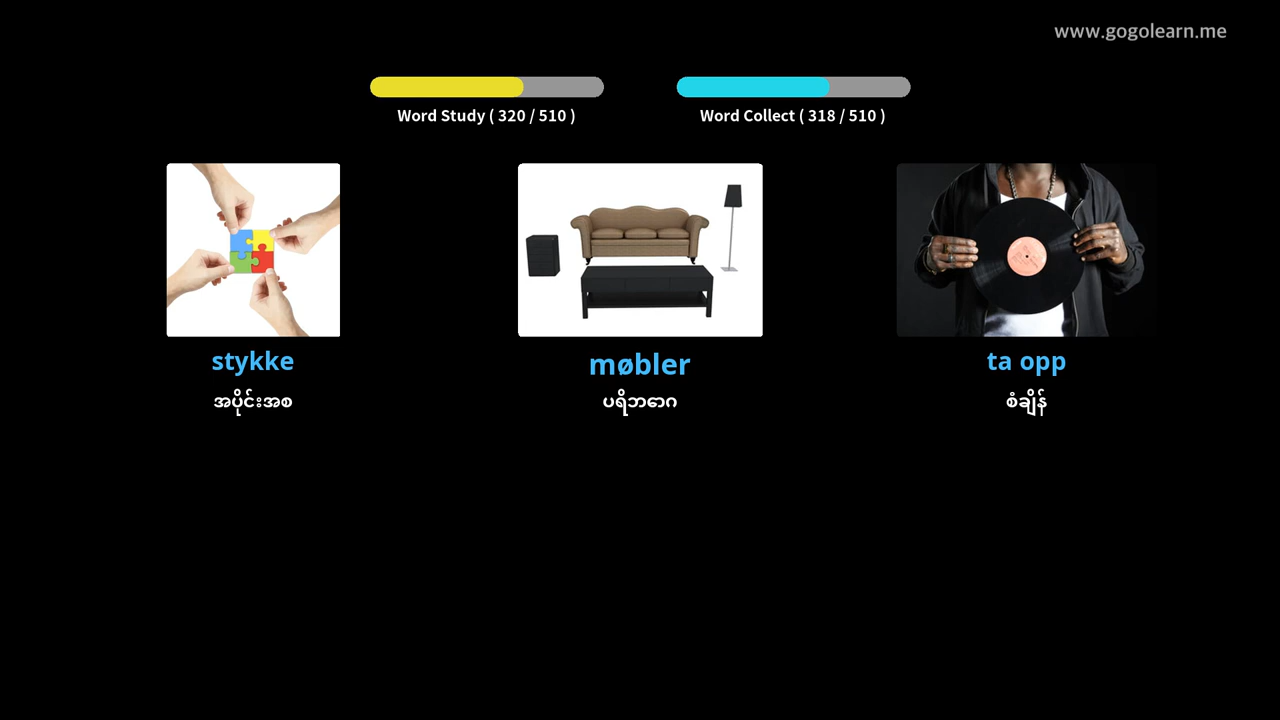 www.gogolearn.me
Word Study ( 320 / 510 )
Word Collect ( 318 / 510 )
stykke
møbler
ta opp
အပိုင်းအစ
ပရိဘောဂ
စံချိန်